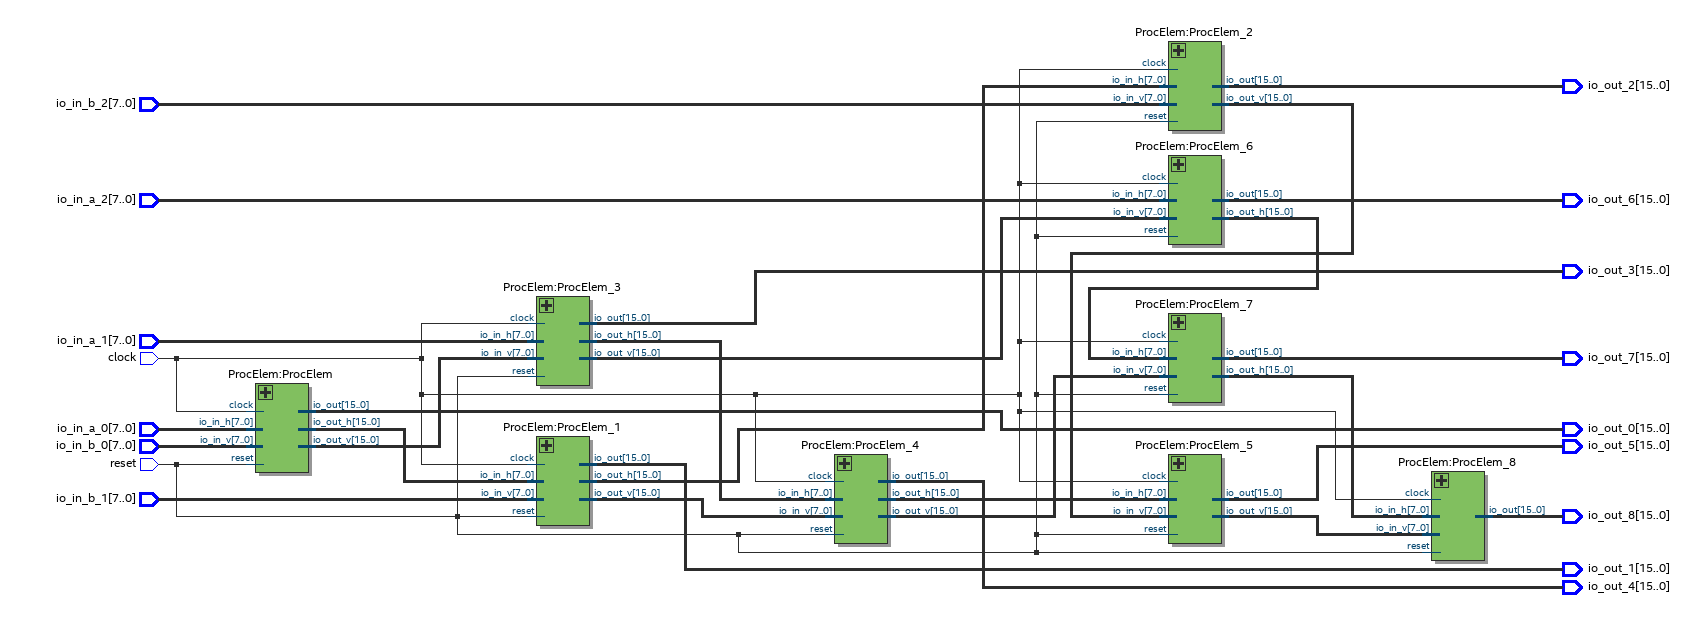 ProcElem:ProcElem_2
clock
io_in_h[7..0] io_out[15..0] io_out_2[15..0]
io_in_b_2[7..0] io_in_v[7..0] io_out_v[15..0]
reset
ProcElem:ProcElem_6
clock
io_in_a_2[7..0] io_in_h[7..0] io_out[15..0] io_out_6[15..0]
io_in_v[7..0] io_out_h[15..0]
reset
io_out_3[15..0]
ProcElem:ProcElem_3
ProcElem:ProcElem_7
clock io_out[15..0]
io_in_a_1[7..0] io_in_h[7..0] io_out_h[15..0] clock
clock io_in_v[7..0] io_out_v[15..0] io_in_h[7..0] io_out[15..0] io_out_7[15..0]
ProcElem:ProcElem reset io_in_v[7..0] io_out_h[15..0]
reset
clock io_out[15..0]
io_in_a_0[7..0] io_in_h[7..0] io_out_h[15..0] ProcElem:ProcElem_1 io_out_0[15..0]
io_in_b_0[7..0] io_in_v[7..0] io_out_v[15..0] ProcElem:ProcElem_4 ProcElem:ProcElem_5 io_out_5[15..0]
reset reset clock io_out[15..0] ProcElem:ProcElem_8
io_in_h[7..0] io_out_h[15..0] clock io_out[15..0] clock
io_in_b_1[7..0] io_in_v[7..0] io_out_v[15..0] io_in_h[7..0] io_out_h[15..0] io_in_h[7..0] io_out[15..0] clock
reset io_in_v[7..0] io_out_v[15..0] io_in_v[7..0] io_out_v[15..0] io_in_h[7..0] io_out[15..0] io_out_8[15..0]
reset reset io_in_v[7..0]
reset
io_out_1[15..0]
io_out_4[15..0]